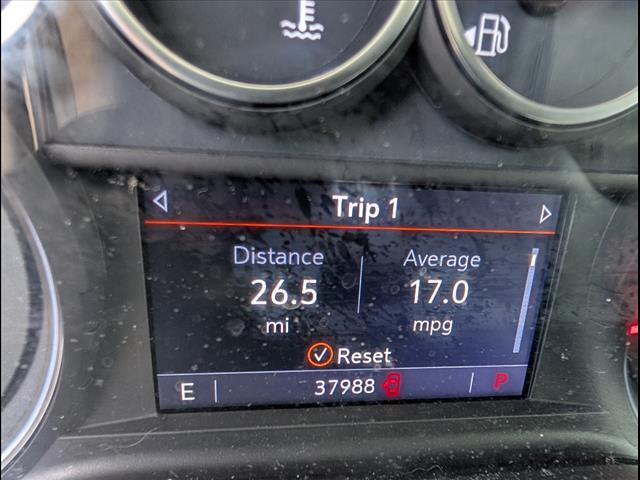 Trip 1
Distance Average
26.5 17.0
mi mpg
Reset
E 37988 P